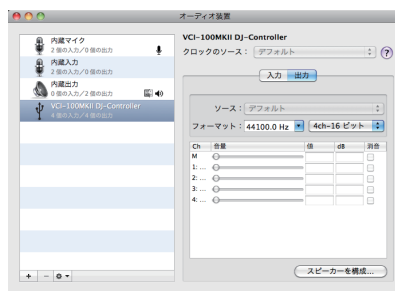 オーディオ装置
内蔵マイク
2 個の入力/0 個の出力
内蔵入力
2 個の入力/0 個の出力
内蔵出力
0 個の入力/2 個の出力
VCI-100MKII DJ-Controller
4 個の入力/4 個の出力
VCI-100MKII DJ-Controller
クロックのソース： デフォルト
?
入力 出力
ソース： デフォルト
フォーマット： 44100.0 Hz 4ch-16 ビット
Ch 音量 値 dB 消音
M
1: ...
2: ...
3: ...
4: ...
+ −
スピーカーを構成...